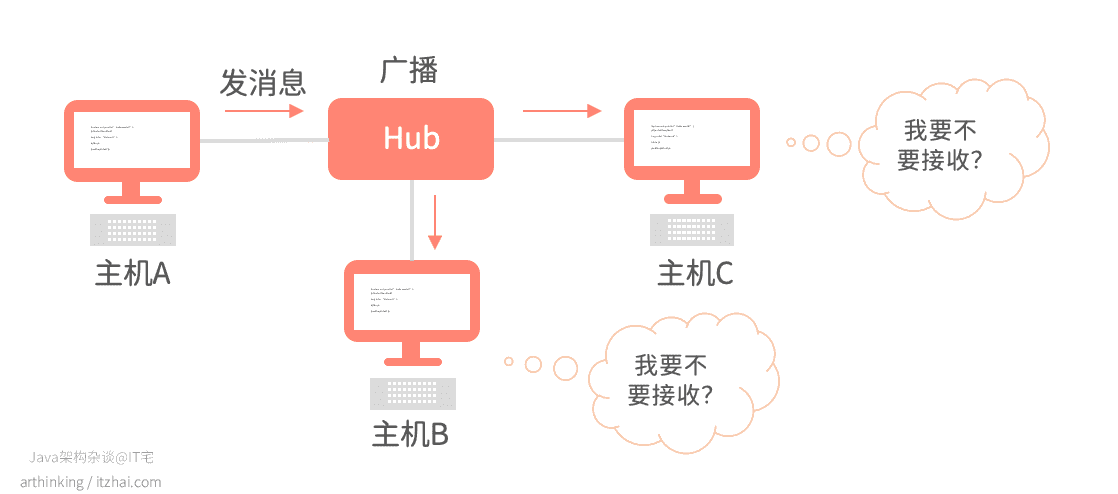 广播
发消息
Hub
我要不
要接收？
主机A
主机C
我要不
要接收？
主机B
Java架构杂谈@IT宅
arthinking / itzhai.com